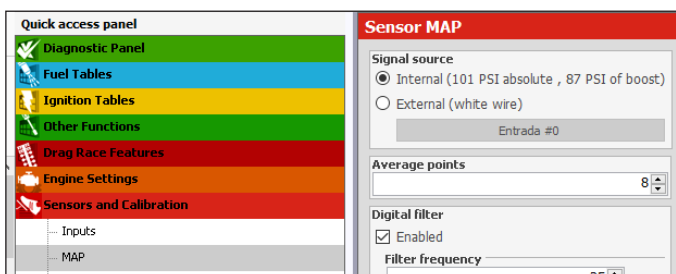 Quick access panel
Diagnostic Panel
Fuel Tables
Ignition Tables
Other Functions
Drag Race Features
Engine Settings
Sensors and Calibration
Inputs
MAP
Sensor MAP
Signal source
Internal (101 PSI absolute , 87 PSI of boost)
External (white wire)
Entrada #0
Average points
8
Digital filter
Enabled
Filter frequency